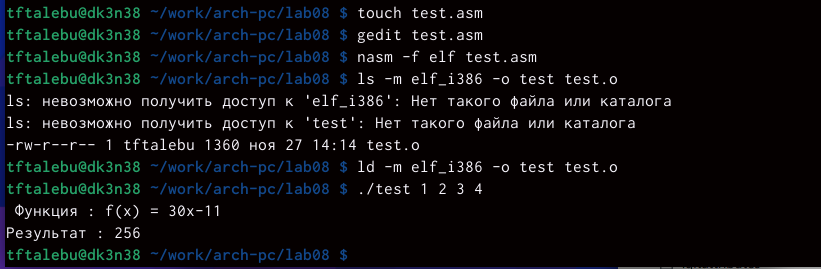 tftalebu@dk3n38 ~/work/arch-pc/lab08 $ touch test.asm
tftalebu@dk3n38 ~/work/arch-pc/lab08 $ gedit test.asm
tftalebu@dk3n38 ~/work/arch-pc/lab08 $ nasm -f elf test.asm
tftalebu@dk3n38 ~/work/arch-pc/lab08 $ ls -m elf_i386 -o test test.o
ls: невозможно получить доступ к 'elf_i386': Нет такого файла или каталога
ls: невозможно получить доступ к 'test': Нет такого файла или каталога
-rw-r--r-- 1 tftalebu 1360 ноя 27 14:14 test.o
tftalebu@dk3n38 ~/work/arch-pc/lab08 $ ld -m elf_i386 -o test test.o
tftalebu@dk3n38 ~/work/arch-pc/lab08 $ ./test 1 2 3 4
Функция : f(x) = 30x-11
Результат : 256
tftalebu@dk3n38 ~/work/arch-pc/lab08 $